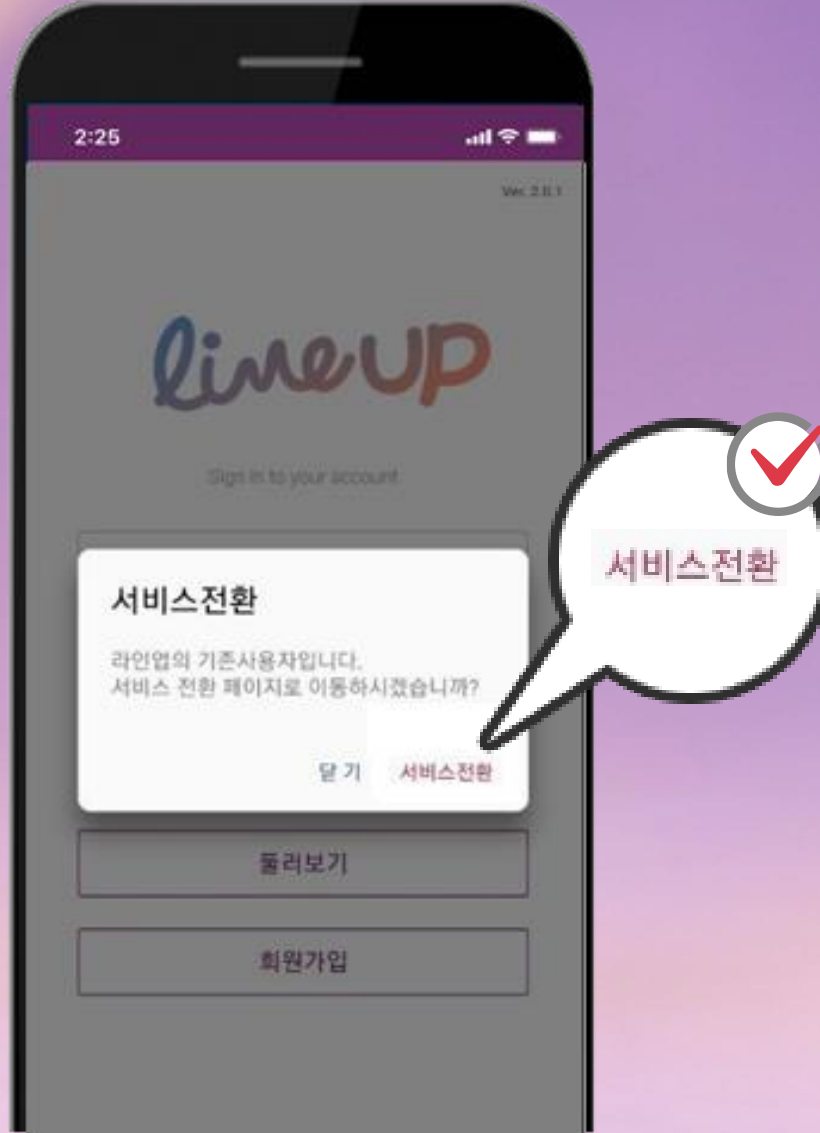 2:25
Ver. 2.0.1
lineup
Sign in to your account
서비스전환
라인업의 기존사용자입니다.
서비스 전환 페이지로 이동하시겠습니까?
닫 기 서비스전환
서비스전환
둘러보기
회원가입